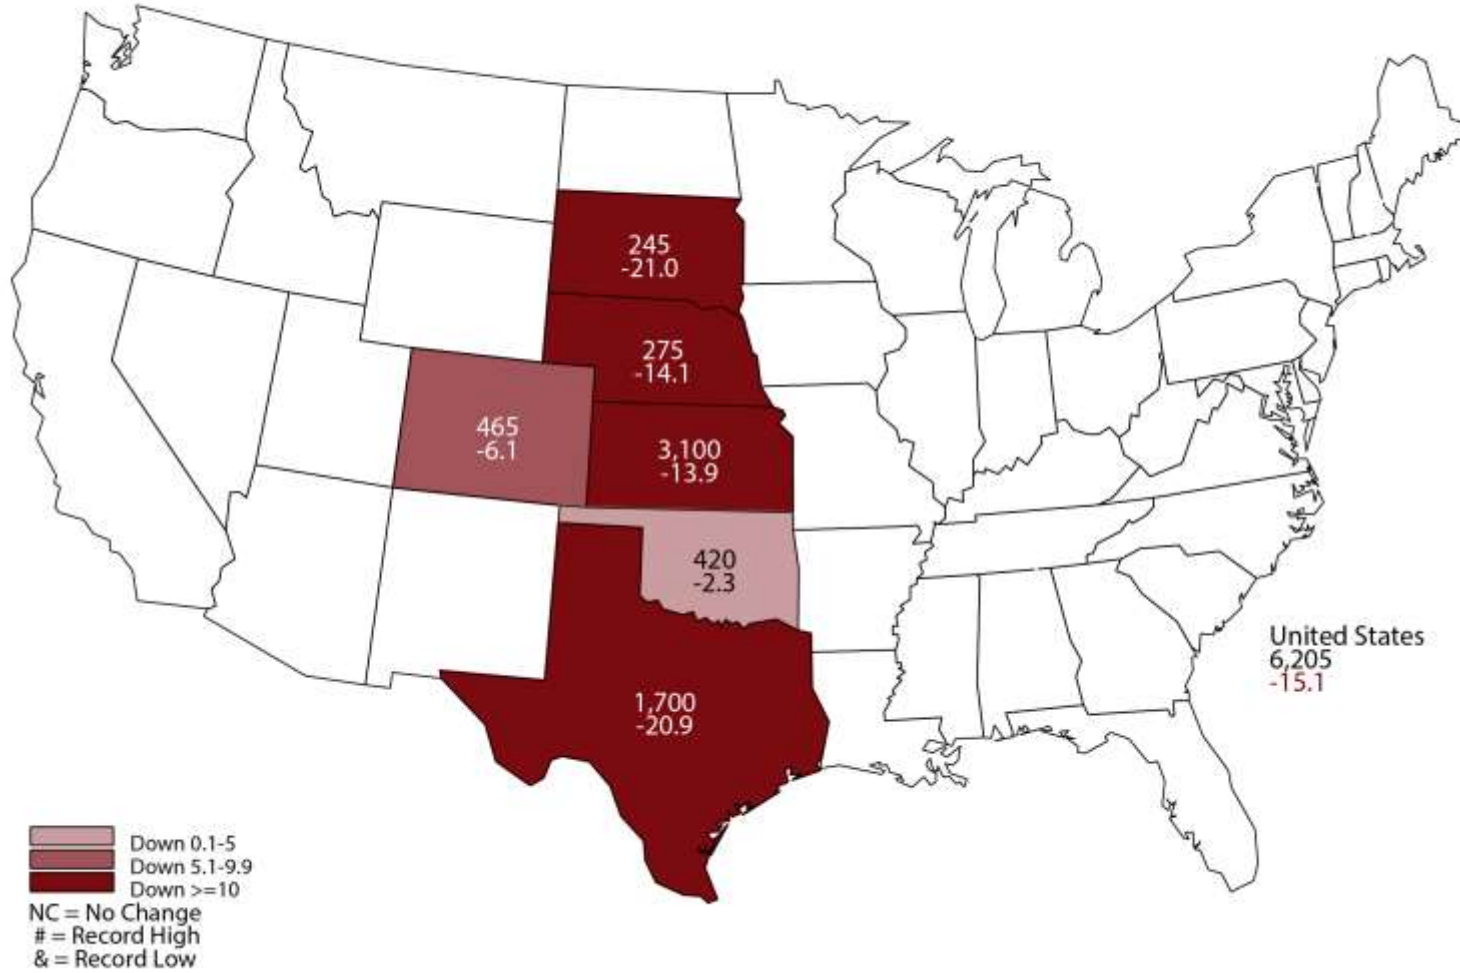 245
-21.0
275
-14.1
465
-6.1
3,100
-13.9
420
-2.3
1,700
-20.9
United States
6,205
-15.1
Down 0.1-5
Down 5.1-9.9
Down >=10
NC = No Change
# = Record High
& = Record Low